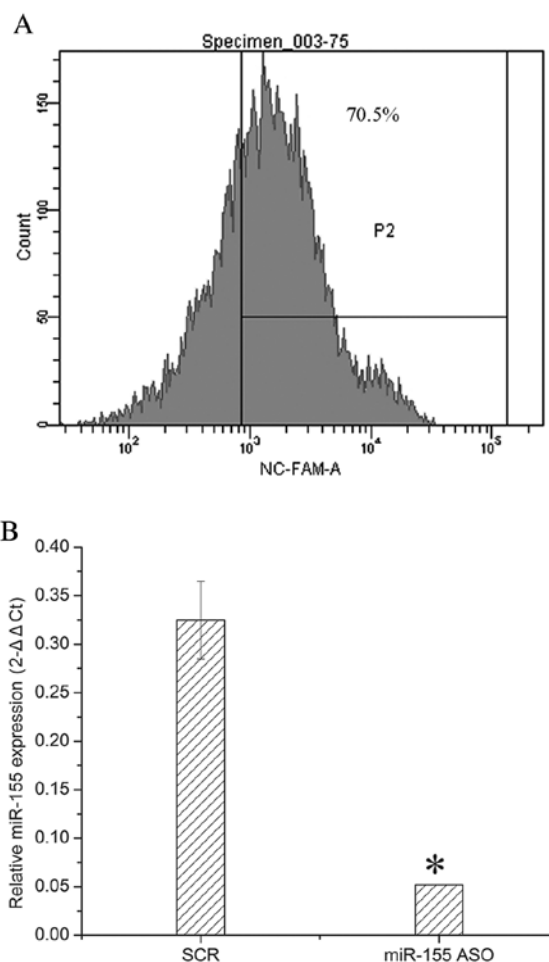 A
Specimen_003-75
Count
150
100
50
0
70.5%
P2
10² 10³ 10⁴ 10⁵
NC-FAM-A
B
Relative miR-155 expression (2-ΔΔCt)
0.40
0.35
0.30
0.25
0.20
0.15
0.10
0.05
0.00
*
SCR miR-155 ASO